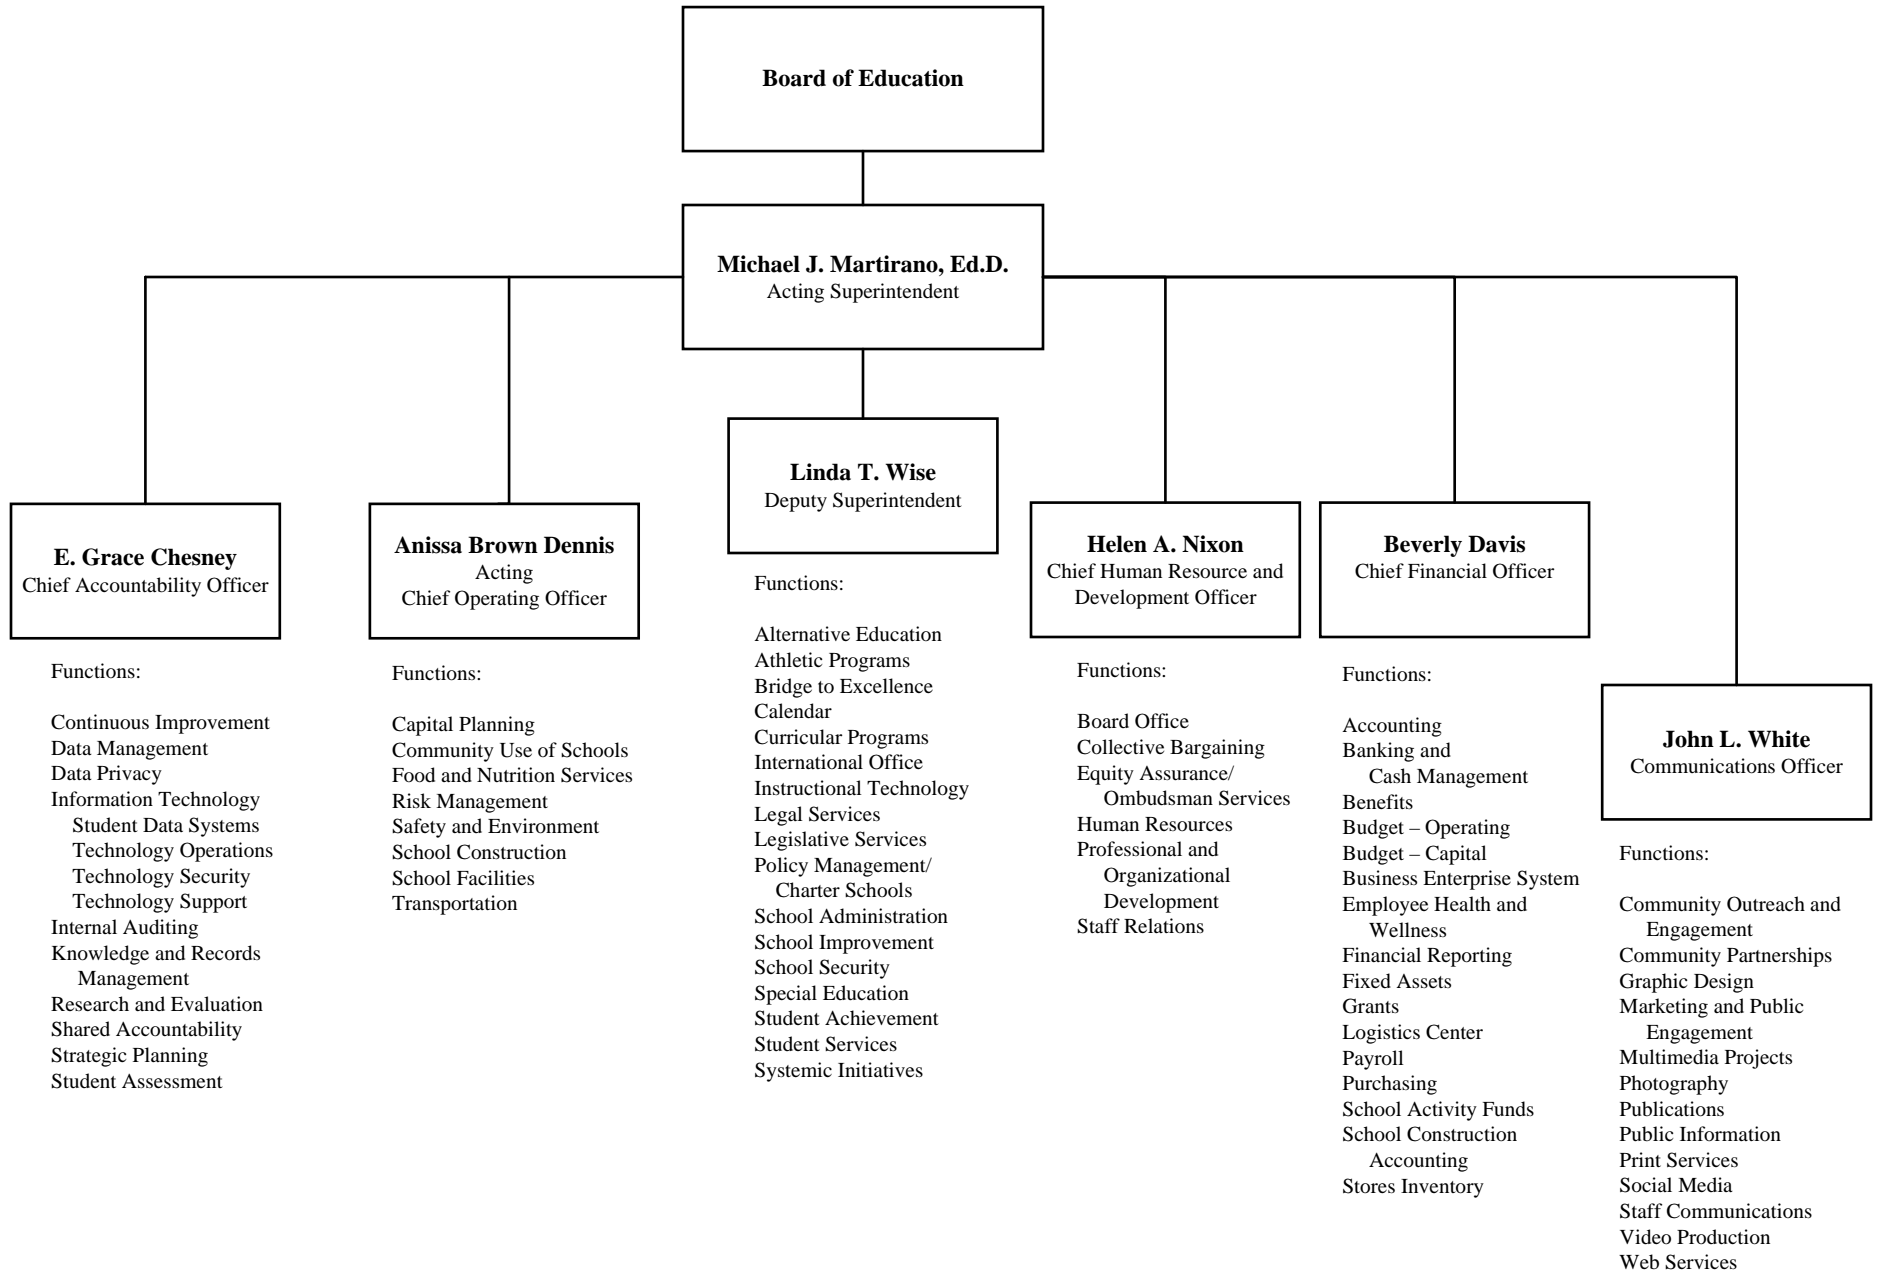 Board of Education
Michael J. Martirano, Ed.D.
Acting Superintendent
E. Grace Chesney
Chief Accountability Officer
Functions:
Continuous Improvement
Data Management
Data Privacy
Information Technology
Student Data Systems
Technology Operations
Technology Security
Technology Support
Internal Auditing
Knowledge and Records
Management
Research and Evaluation
Shared Accountability
Strategic Planning
Student Assessment
Anissa Brown Dennis
Acting
Chief Operating Officer
Functions:
Capital Planning
Community Use of Schools
Food and Nutrition Services
Risk Management
Safety and Environment
School Construction
School Facilities
Transportation
Linda T. Wise
Deputy Superintendent
Functions:
Alternative Education
Athletic Programs
Bridge to Excellence
Calendar
Curricular Programs
International Office
Instructional Technology
Legal Services
Legislative Services
Policy Management/
Charter Schools
School Administration
School Improvement
School Security
Special Education
Student Achievement
Student Services
Systemic Initiatives
Helen A. Nixon
Chief Human Resource and
Development Officer
Functions:
Board Office
Collective Bargaining
Equity Assurance/
Ombudsman Services
Human Resources
Professional and
Organizational
Development
Staff Relations
Beverly Davis
Chief Financial Officer
Functions:
Accounting
Banking and
Cash Management
Benefits
Budget – Operating
Budget – Capital
Business Enterprise System
Employee Health and
Wellness
Financial Reporting
Fixed Assets
Grants
Logistics Center
Payroll
Purchasing
School Activity Funds
School Construction
Accounting
Stores Inventory
John L. White
Communications Officer
Functions:
Community Outreach and
Engagement
Community Partnerships
Graphic Design
Marketing and Public
Engagement
Multimedia Projects
Photography
Publications
Public Information
Print Services
Social Media
Staff Communications
Video Production
Web Services